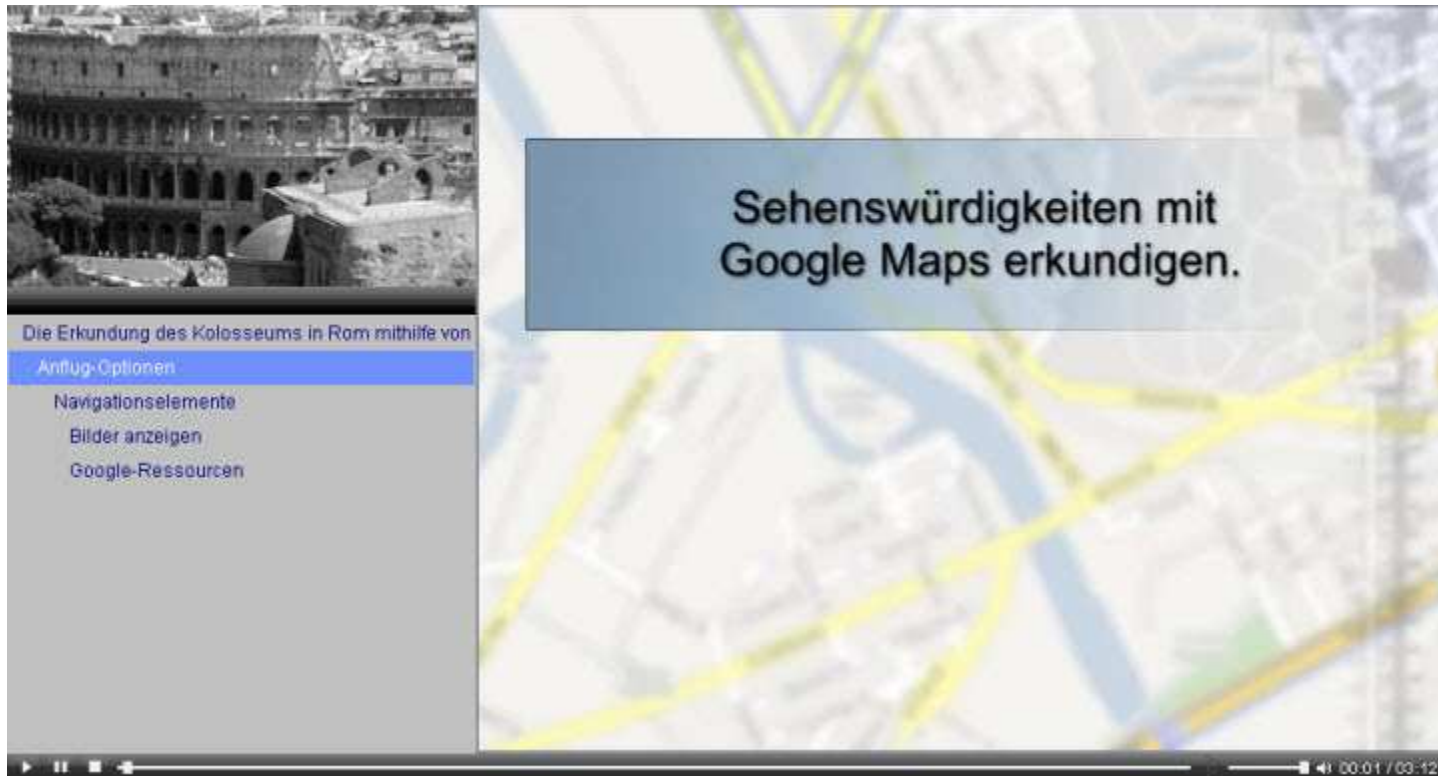 Die Erkundung des Kolosseums in Rom mithilfe von
Anflug-Optionen
Navigationselemente
Bilder anzeigen
Google-Ressourcen
Sehenswürdigkeiten mit
Google Maps erkundigen.
00:01 / 03:12